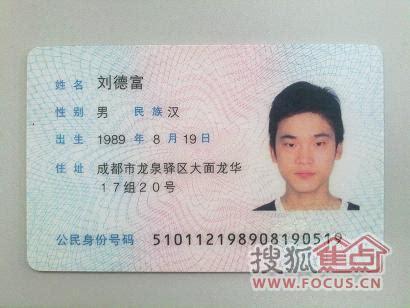 姓名 刘德富
性别 男 民族 汉
出生 1989 年 8 月 19 日
住址 成都市龙泉驿区大面龙华
17组20号
公民身份号码 510112198908190519
搜狐焦点
WWW.FOCUS.CN